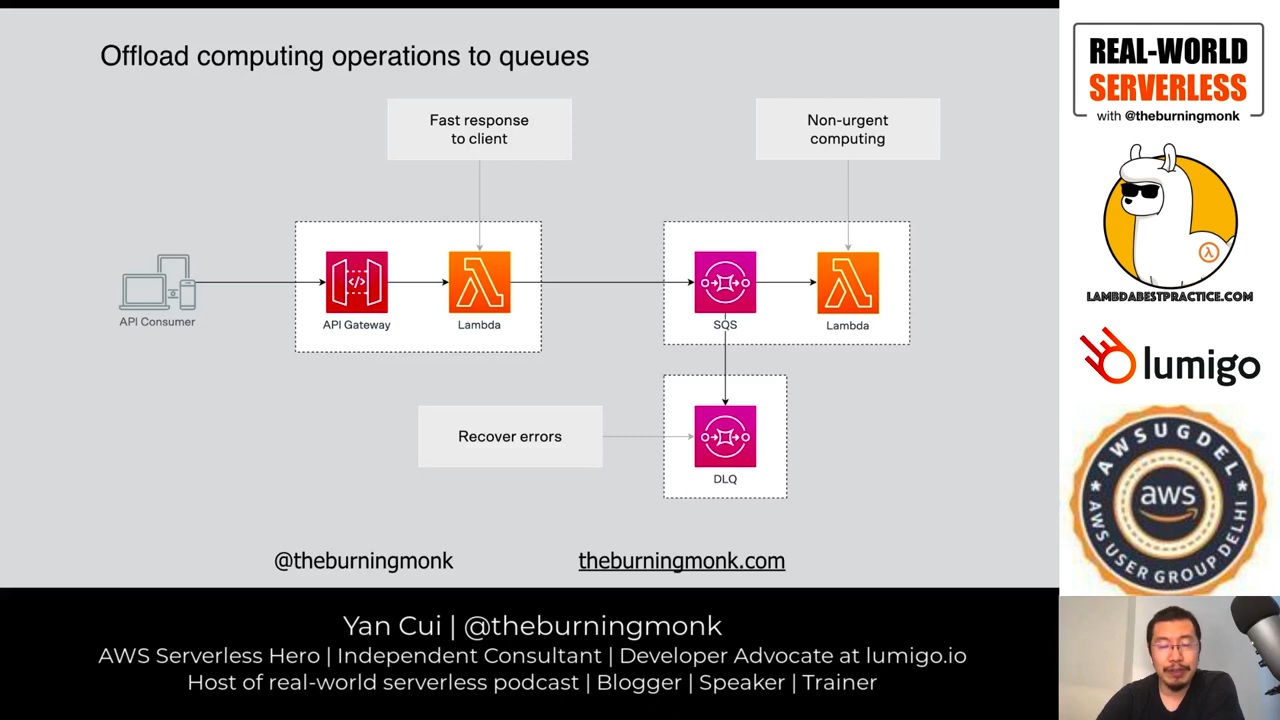 Offload computing operations to queues
Fast response
to client
Non-urgent
computing
API Consumer
API Gateway
Lambda
SQS
Lambda
Recover errors
DLQ
@theburningmonk
theburningmonk.com
Yan Cui | @theburningmonk
AWS Serverless Hero | Independent Consultant | Developer Advocate at lumigo.io
Host of real-world serverless podcast | Blogger | Speaker | Trainer
REAL-WORLD
SERVERLESS
with @theburningmonk
λ
LAMBDABESTPRACTICE.COM
lumigo
AWSUGDEL
aws
AWS USER GROUP DELHI